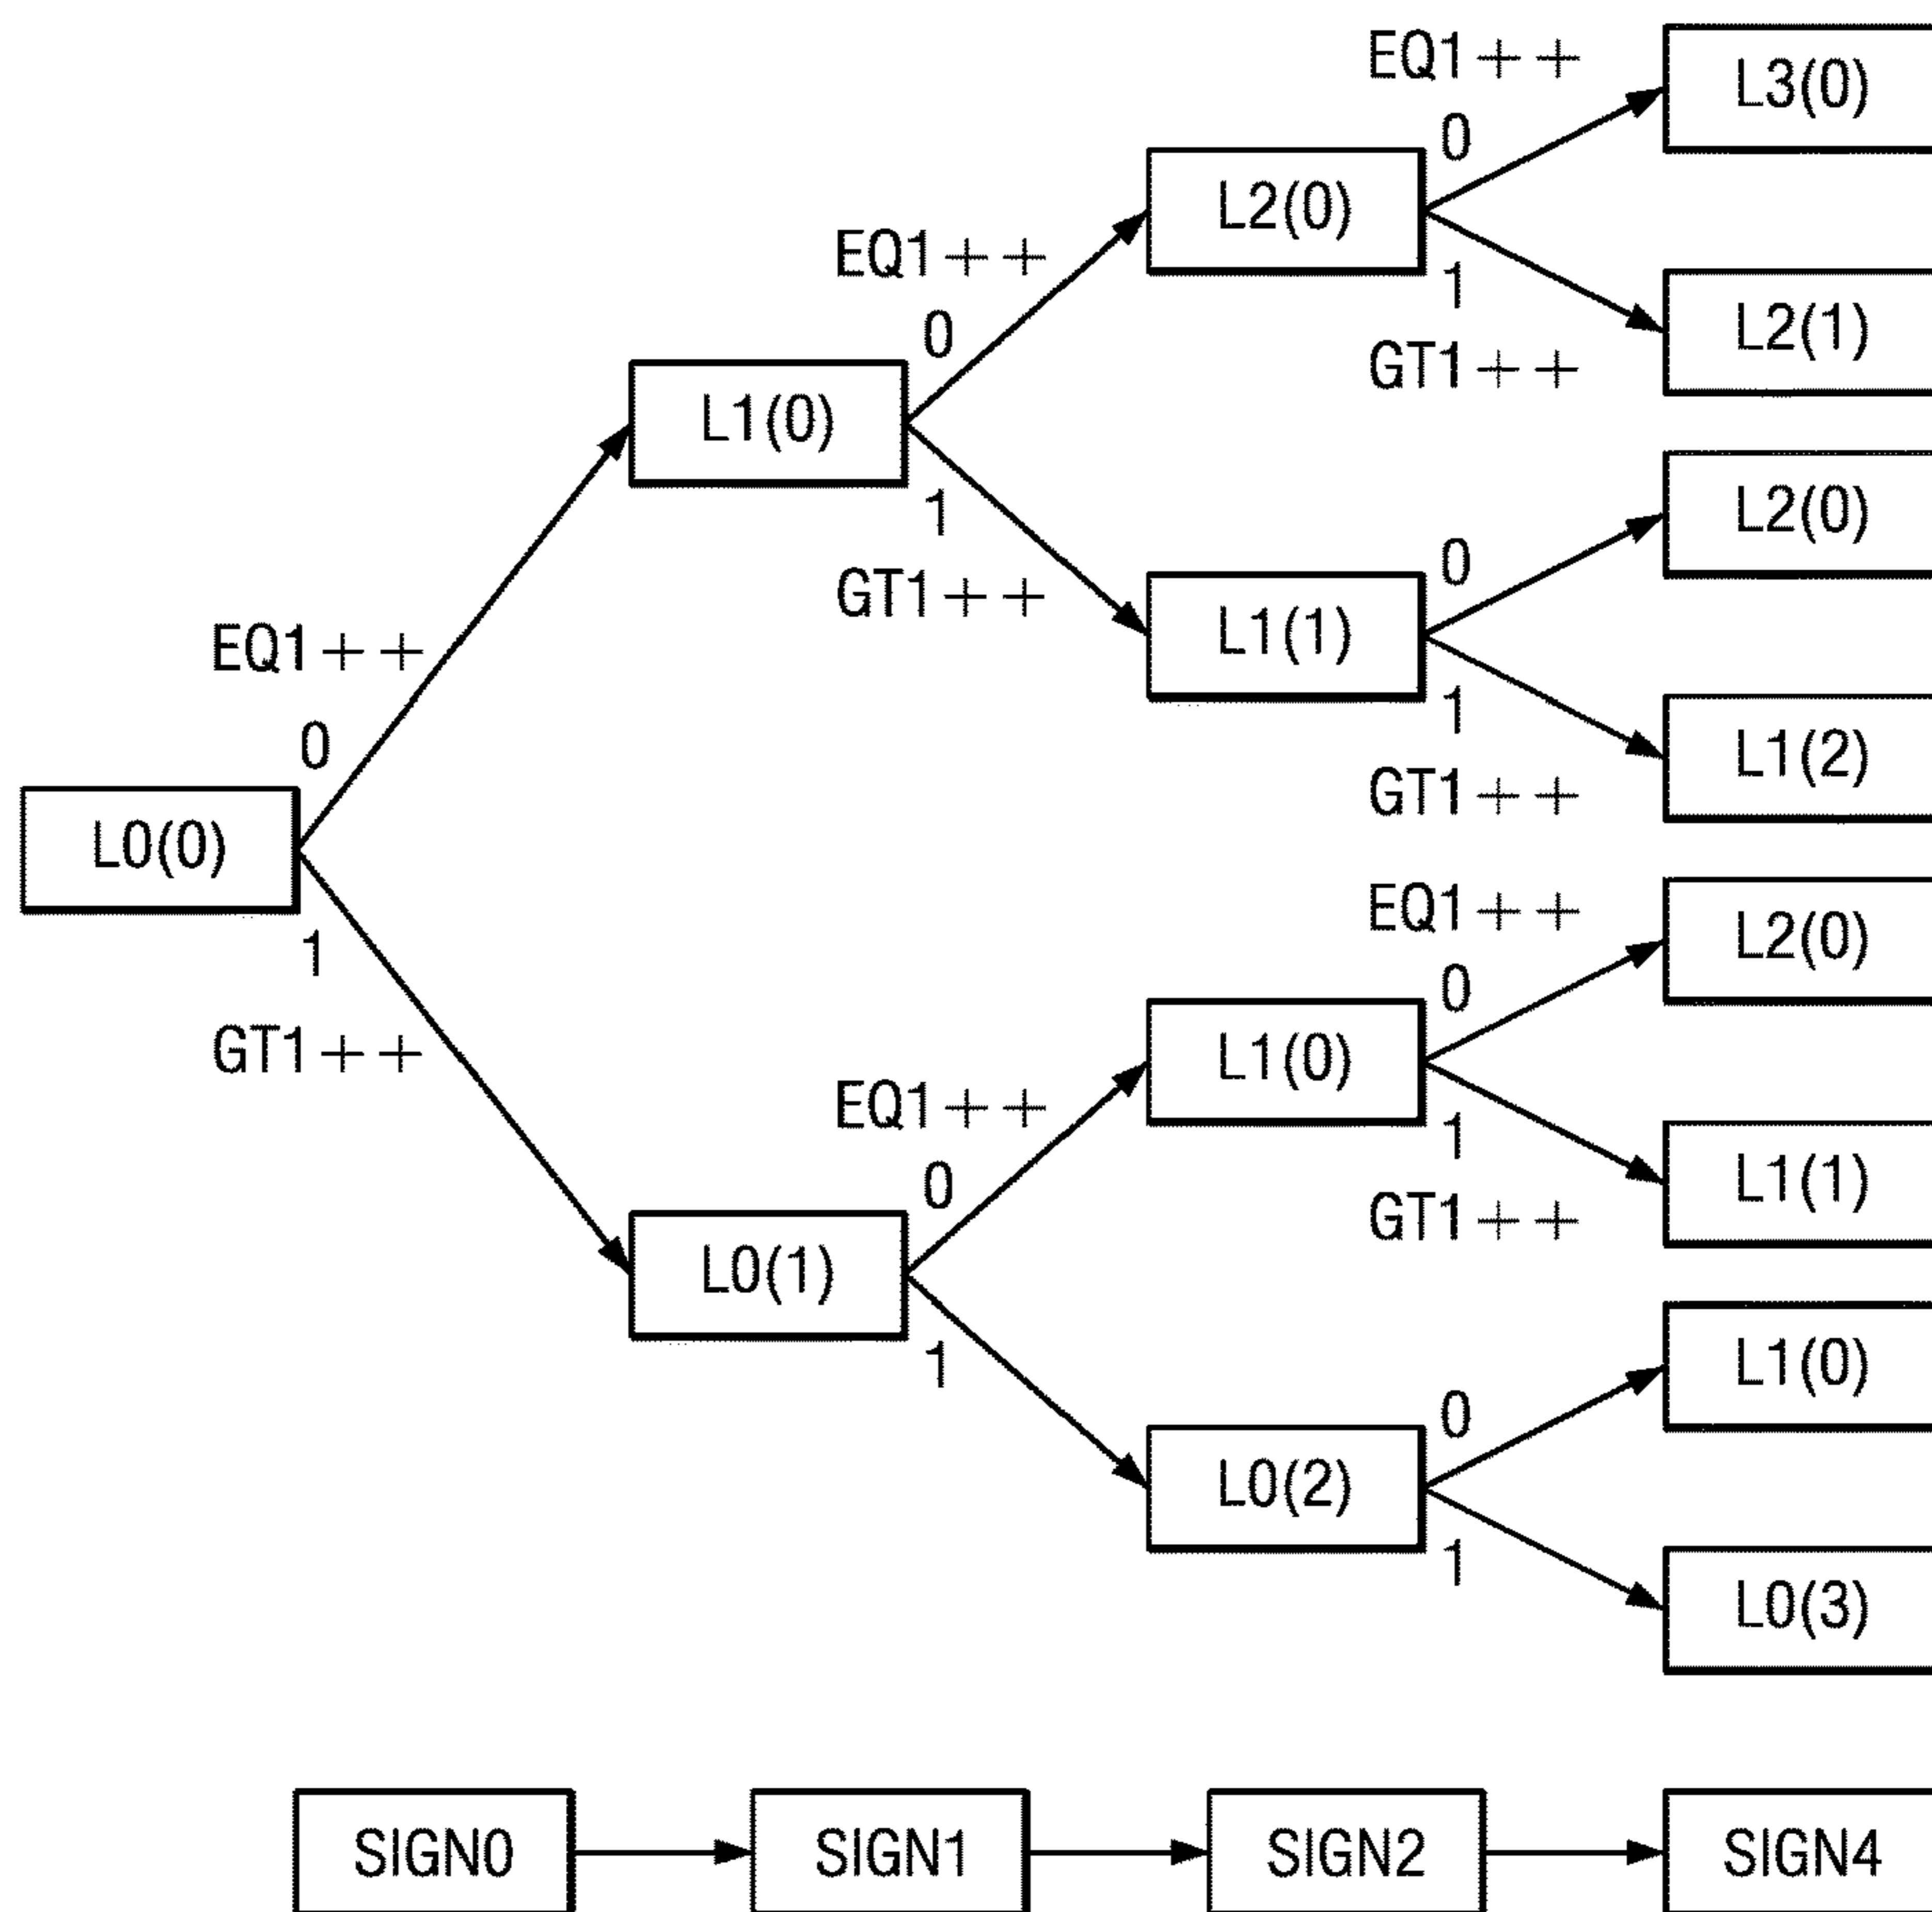 EQ1++
L3(0)
0
L2(0)
EQ1++
1
L2(1)
0
GT1++
L1(0)
L2(0)
1
0
GT1++
L1(1)
EQ1++
1
L1(2)
0
GT1++
L0(0)
EQ1++
1
L2(0)
0
GT1++
L1(0)
EQ1++
1
L1(1)
0
GT1++
L0(1)
1
L1(0)
0
L0(2)
1
L0(3)
SIGN0
SIGN1
SIGN2
SIGN4